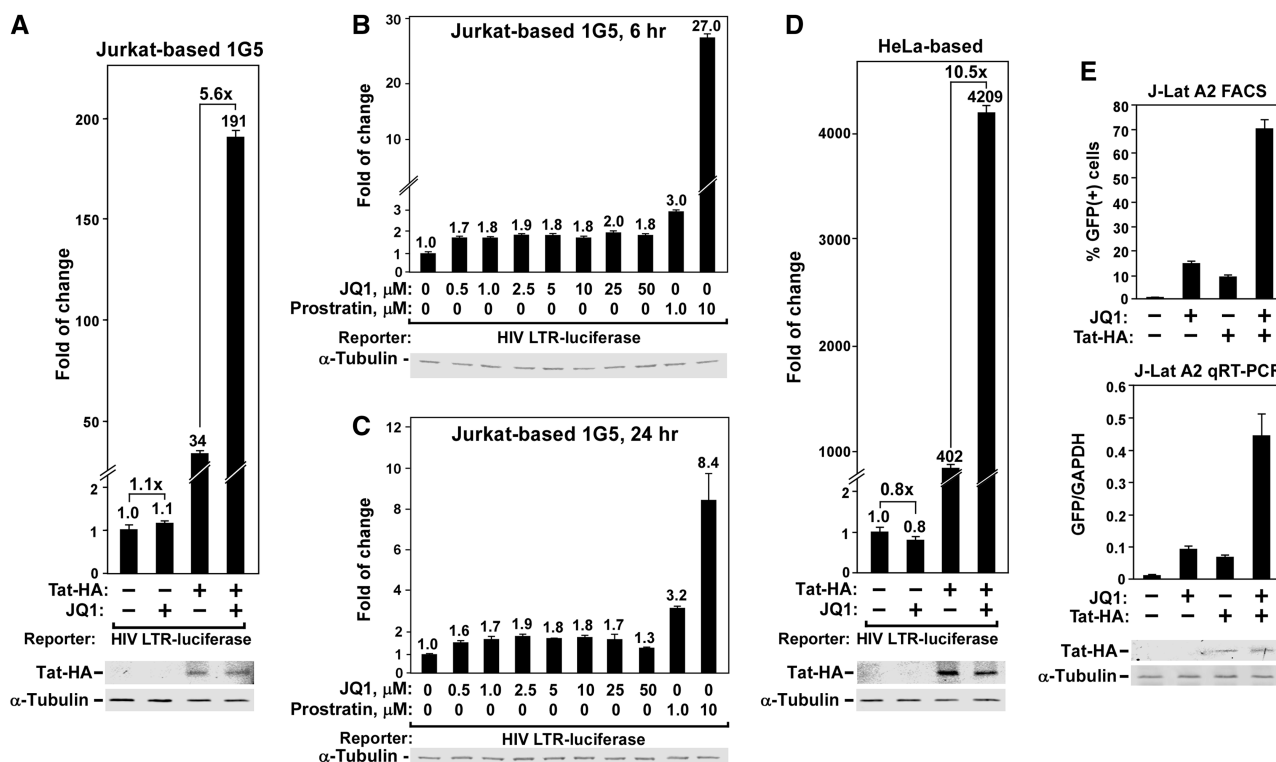 A
Jurkat-based 1G5
Fold of change
200
150
100
50
2
1
0
5.6x
191
34
1.1x
1.0
1.1
Tat-HA: – – + +
JQ1: – + – +
Reporter: HIV LTR-luciferase
Tat-HA
α-Tubulin
B
Jurkat-based 1G5, 6 hr
Fold of change
30
20
10
3
2
1
0
1.0 1.7 1.8 1.9 1.8 1.8 2.0 1.8 3.0 27.0
JQ1, μM: 0 0.5 1.0 2.5 5 10 25 50 0 0
Prostratin, μM: 0 0 0 0 0 0 0 0 1.0 10
Reporter: HIV LTR-luciferase
α-Tubulin
C
Jurkat-based 1G5, 24 hr
Fold of change
12
10
8
6
4
2
1
0
1.0 1.6 1.7 1.9 1.8 1.8 1.7 1.3 3.2 8.4
JQ1, μM: 0 0.5 1.0 2.5 5 10 25 50 0 0
Prostratin, μM: 0 0 0 0 0 0 0 0 1.0 10
Reporter: HIV LTR-luciferase
α-Tubulin
D
HeLa-based
Fold of change
4000
3000
2000
1000
2
1
0
10.5x
4209
402
0.8x
1.0
0.8
Tat-HA: – – + +
JQ1: – + – +
Reporter: HIV LTR-luciferase
Tat-HA
α-Tubulin
E
J-Lat A2 FACS
% GFP(+) cells
80
70
60
50
40
30
20
10
0
JQ1: – + – +
Tat-HA: – – + +
J-Lat A2 qRT-PCR
GFP/GAPDH
0.6
0.5
0.4
0.3
0.2
0.1
0
JQ1: – + – +
Tat-HA: – – + +
Tat-HA
α-Tubulin